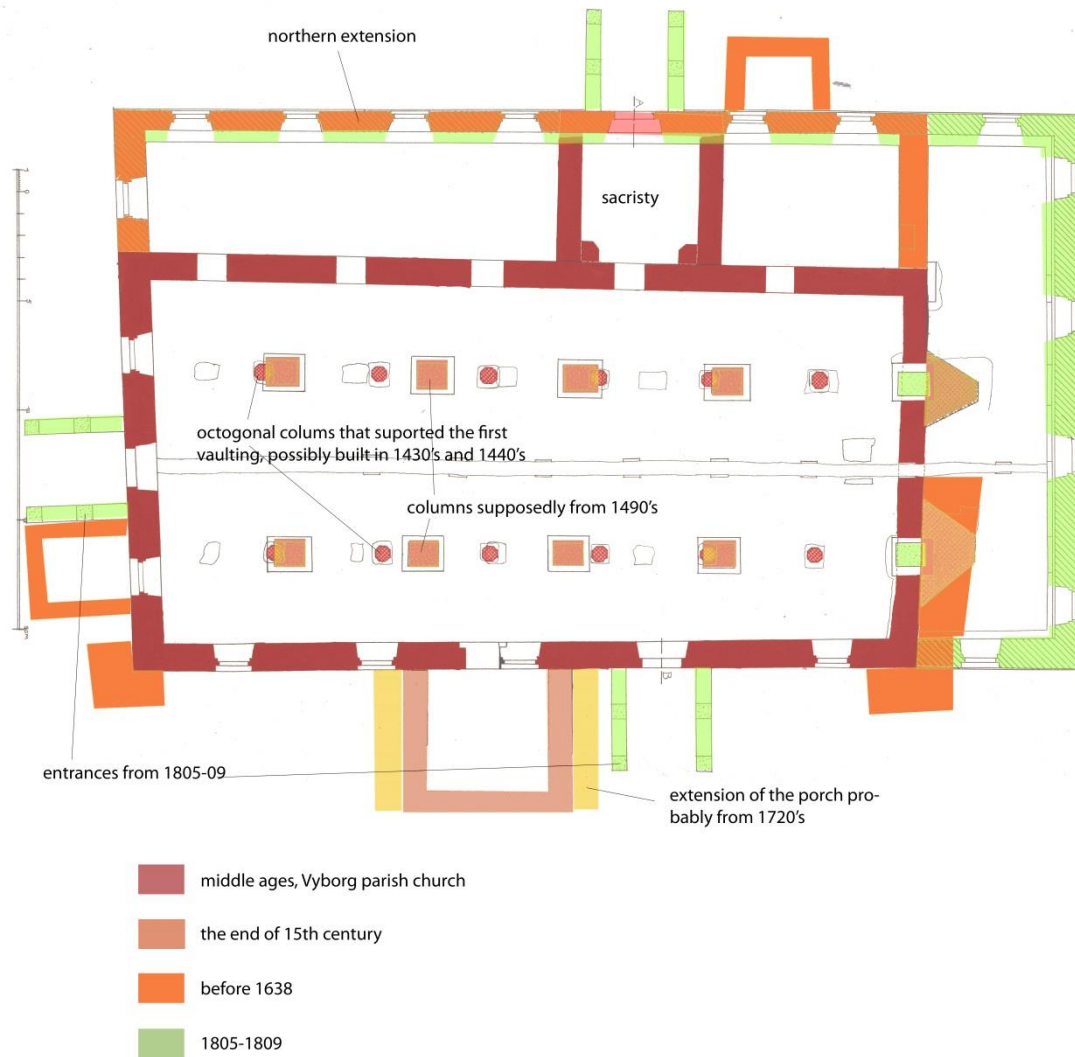 northern extension
sacristy
octogonal colums that suported the first
vaulting, possibly built in 1430's and 1440's
columns supposedly from 1490's
entrances from 1805-09
extension of the porch pro-
bably from 1720's
middle ages, Vyborg parish church
the end of 15th century
before 1638
1805-1809